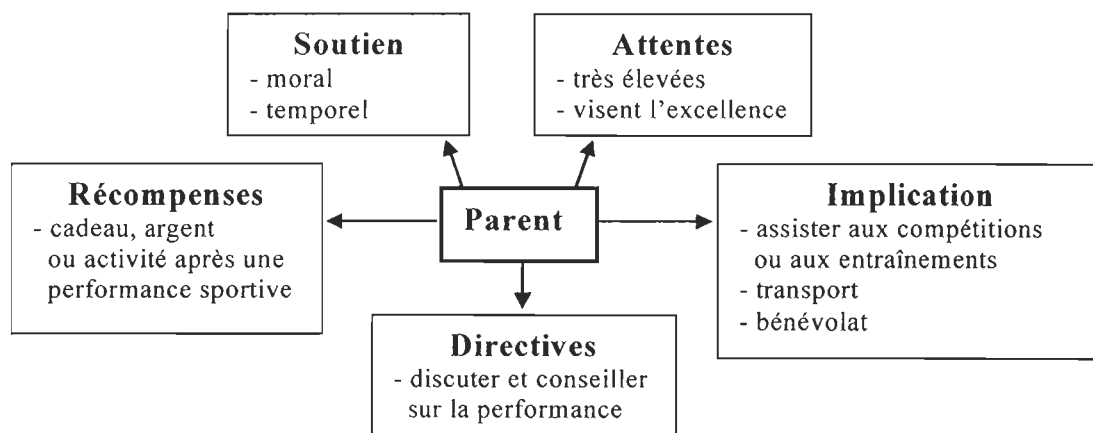 Soutien
- moral
- temporel
Attentes
- très élevées
- visent l'excellence
Récompenses
- cadeau, argent
ou activité après une
performance sportive
Parent
Implication
- assister aux compétitions
ou aux entraînements
- transport
- bénévolat
Directives
- discuter et conseiller
sur la performance